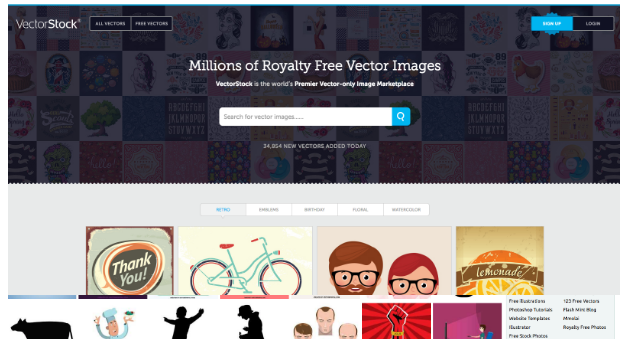 VectorStock
ALL VECTORS
FREE VECTORS
SIGN UP
LOGIN
Millions of Royalty Free Vector Images
VectorStock is the world's Premier Vector-only Image Marketplace
Search for vector images......
24,854 NEW VECTORS ADDED TODAY
RETRO
EMBLEMS
BIRTHDAY
FLORAL
WATERCOLOR
Thank
You!
lemonade
Free Illustrations
123 Free Vectors
Photoshop Tutorials
Flash Mint Blog
Website Templates
Mmelai
Illustrator
Royalty Free Photos
Free Stock Photos